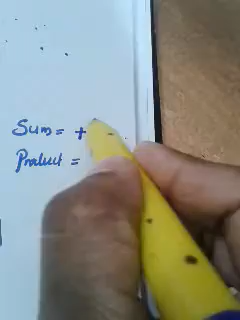 Sum = +
Product =